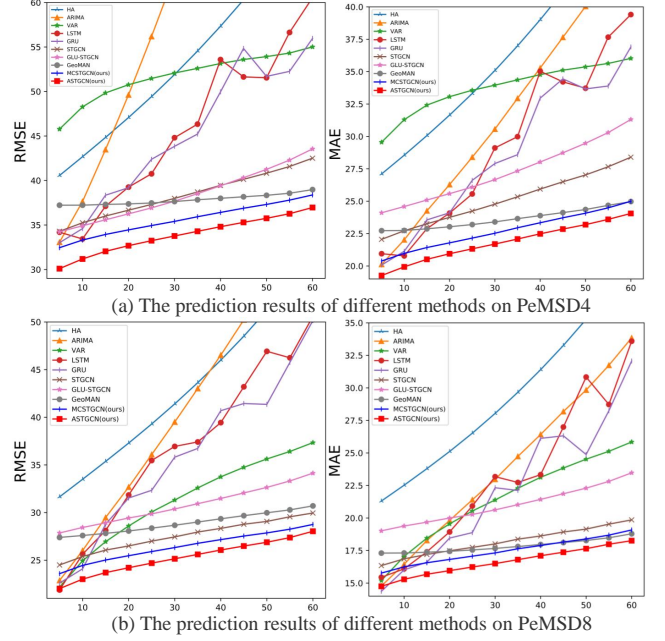 60
55
50
45
40
35
30
RMSE
HA
ARIMA
VAR
LSTM
GRU
STGCN
GLU-STGCN
GeoMAN
MCSTGCN(ours)
ASTGCN(ours)
10 20 30 40 50 60
40.0
37.5
35.0
32.5
30.0
27.5
25.0
22.5
20.0
MAE
HA
ARIMA
VAR
LSTM
GRU
STGCN
GLU-STGCN
GeoMAN
MCSTGCN(ours)
ASTGCN(ours)
10 20 30 40 50 60
(a) The prediction results of different methods on PeMSD4
50
45
40
35
30
25
RMSE
HA
ARIMA
VAR
LSTM
GRU
STGCN
GLU-STGCN
GeoMAN
MCSTGCN(ours)
ASTGCN(ours)
10 20 30 40 50 60
35.0
32.5
30.0
27.5
25.0
22.5
20.0
17.5
15.0
MAE
HA
ARIMA
VAR
LSTM
GRU
STGCN
GLU-STGCN
GeoMAN
MCSTGCN(ours)
ASTGCN(ours)
10 20 30 40 50 60
(b) The prediction results of different methods on PeMSD8